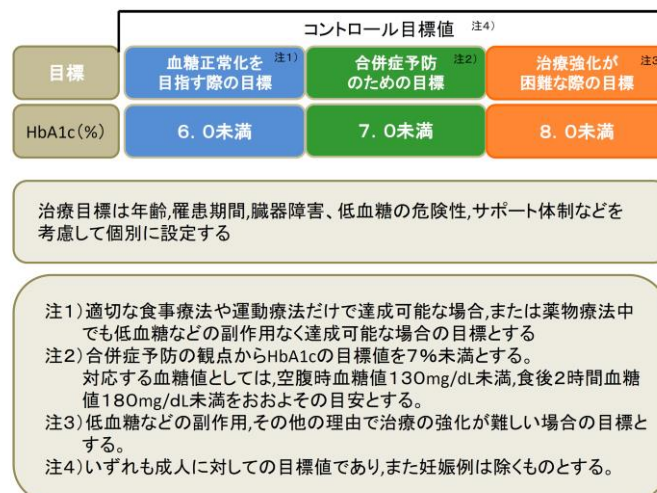 コントロール目標値 注4)
目標
血糖正常化を 注1)
目指す際の目標
合併症予防 注2)
のための目標
治療強化が 注3
困難な際の目標
HbA1c(%)
6.0未満
7.0未満
8.0未満
治療目標は年齢,罹患期間,臓器障害、低血糖の危険性,サポート体制などを
考慮して個別に設定する
注1)適切な食事療法や運動療法だけで達成可能な場合,または薬物療法中
でも低血糖などの副作用なく達成可能な場合の目標とする
注2)合併症予防の観点からHbA1cの目標値を7%未満とする。
対応する血糖値としては,空腹時血糖値130mg/dL未満,食後2時間血糖
値180mg/dL未満をおおよその目安とする。
注3)低血糖などの副作用,その他の理由で治療の強化が難しい場合の目標と
する。
注4)いずれも成人に対しての目標値であり,また妊娠例は除くものとする。